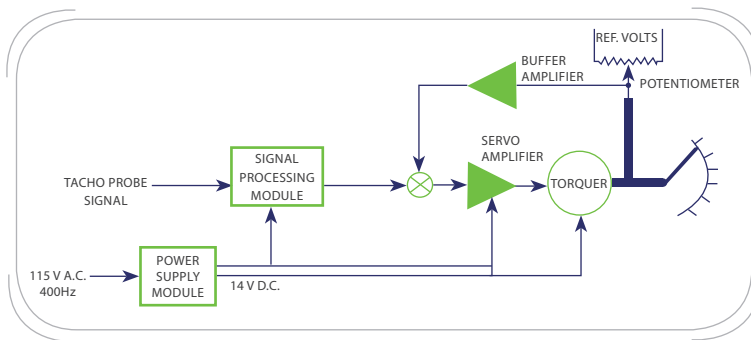 REF. VOLTS
BUFFER
AMPLIFIER
POTENTIOMETER
SERVO
AMPLIFIER
SIGNAL
PROCESSING
MODULE
TORQUER
TACHO PROBE
SIGNAL
POWER
SUPPLY
MODULE
115 V A.C.
400Hz
14 V D.C.